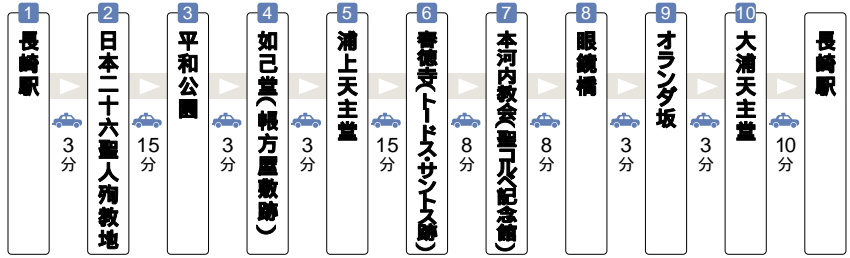 1
長崎駅
3分
2
日本二十六聖人殉教地
15分
3
平和公園
3分
4
如己堂(帳方屋敷跡)
3分
5
浦上天主堂
15分
6
春徳寺(トードス・サントス跡)
8分
7
本河内教会(聖コルベ記念館)
8分
8
眼鏡橋
3分
9
オランダ坂
3分
10
大浦天主堂
10分
長崎駅